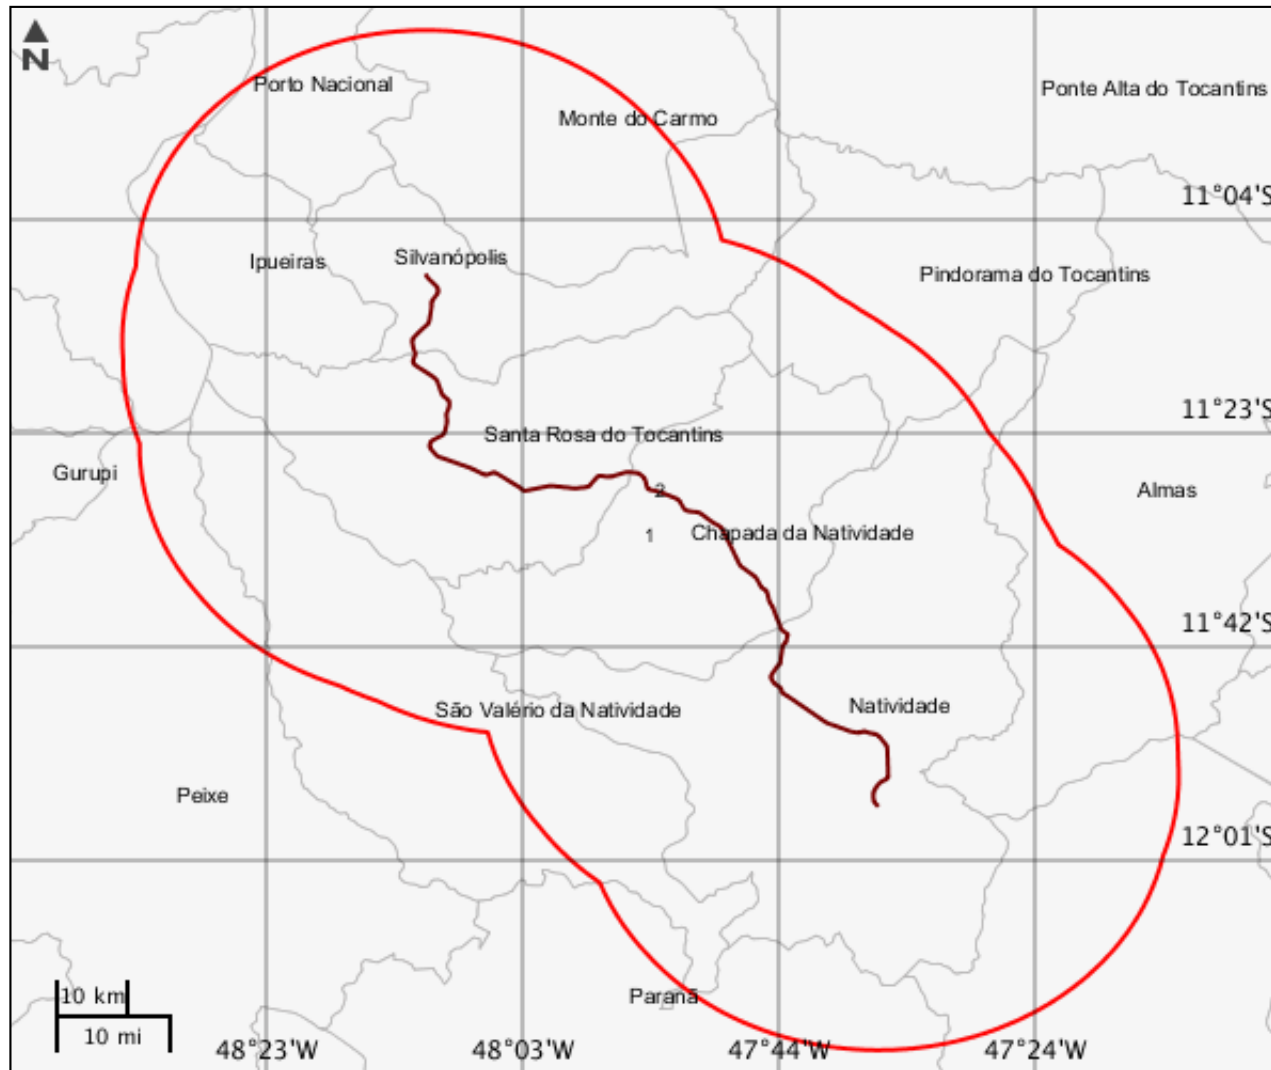 N
Porto Nacional
Ponte Alta do Tocantins
Monte do Carmo
11°04'S
Ipueiras
Silvanópolis
Pindorama do Tocantins
11°23'S
Santa Rosa do Tocantins
Gurupi
2
Almas
1
Chapada da Natividade
11°42'S
São Valério da Natividade
Natividade
Peixe
12°01'S
10 km
Paranã
10 mi
48°23'W
48°03'W
47°44'W
47°24'W